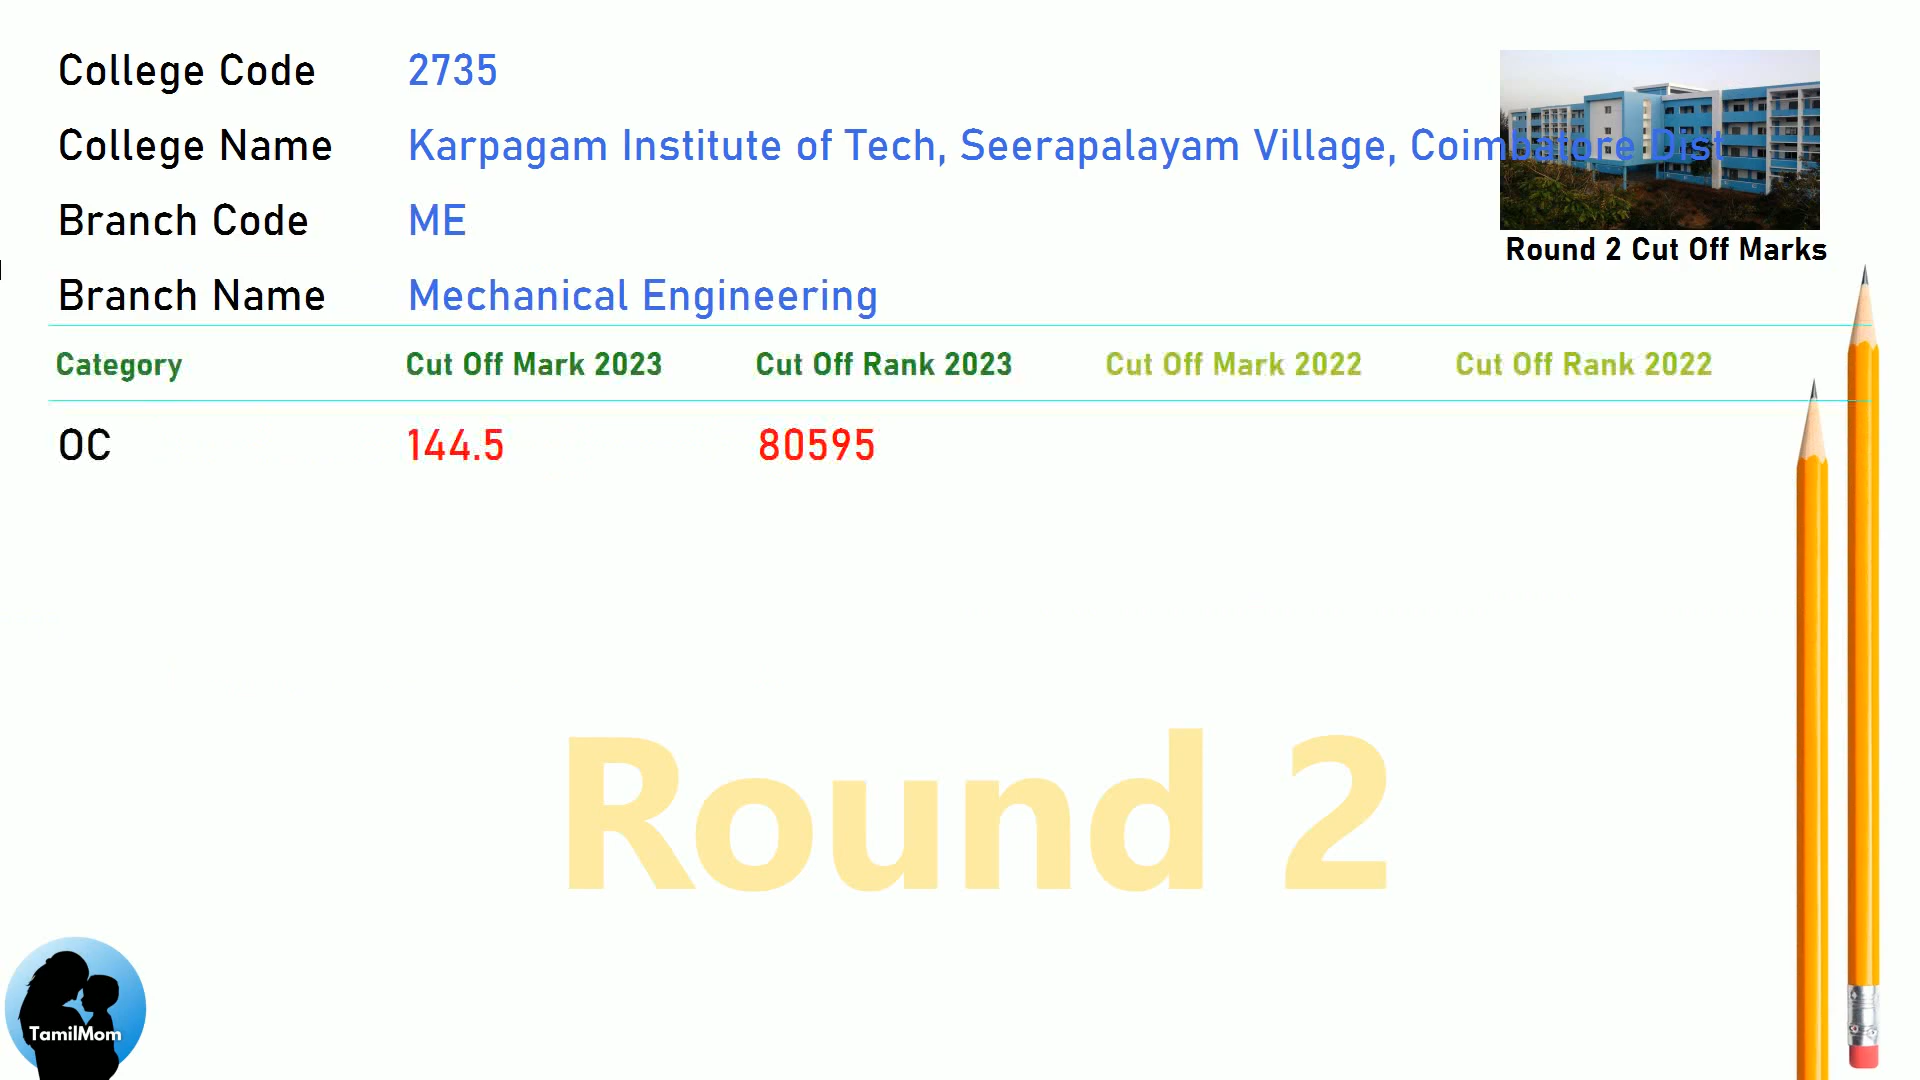 College Code 2735
College Name Karpagam Institute of Tech, Seerapalayam Village, Coimbatore Dist
Branch Code ME
Round 2 Cut Off Marks
Branch Name Mechanical Engineering
Category Cut Off Mark 2023 Cut Off Rank 2023 Cut Off Mark 2022 Cut Off Rank 2022
OC 144.5 80595
Round 2
TamilMom